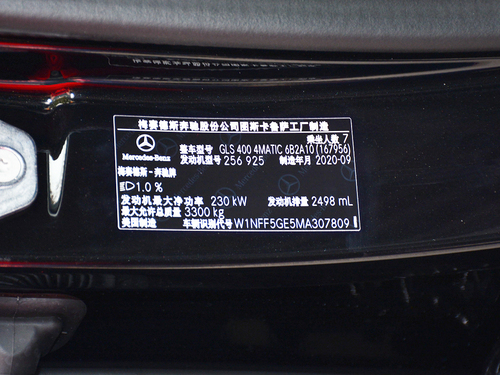 梅赛德斯奔驰股份公司图斯卡鲁萨工厂制造
乘坐人数 7
Mercedes-Benz
整车型号 GLS 400 4MATIC 6B2A10 (167956)
发动机型号 256 925 制造年月 2020-09
梅赛德斯 - 奔驰牌
1.0 %
发动机最大净功率 230 kW 发动机排量 2498 mL
最大允许总质量 3300 kg
美国制造 车辆识别代号 W1NFF5GE5MA307809